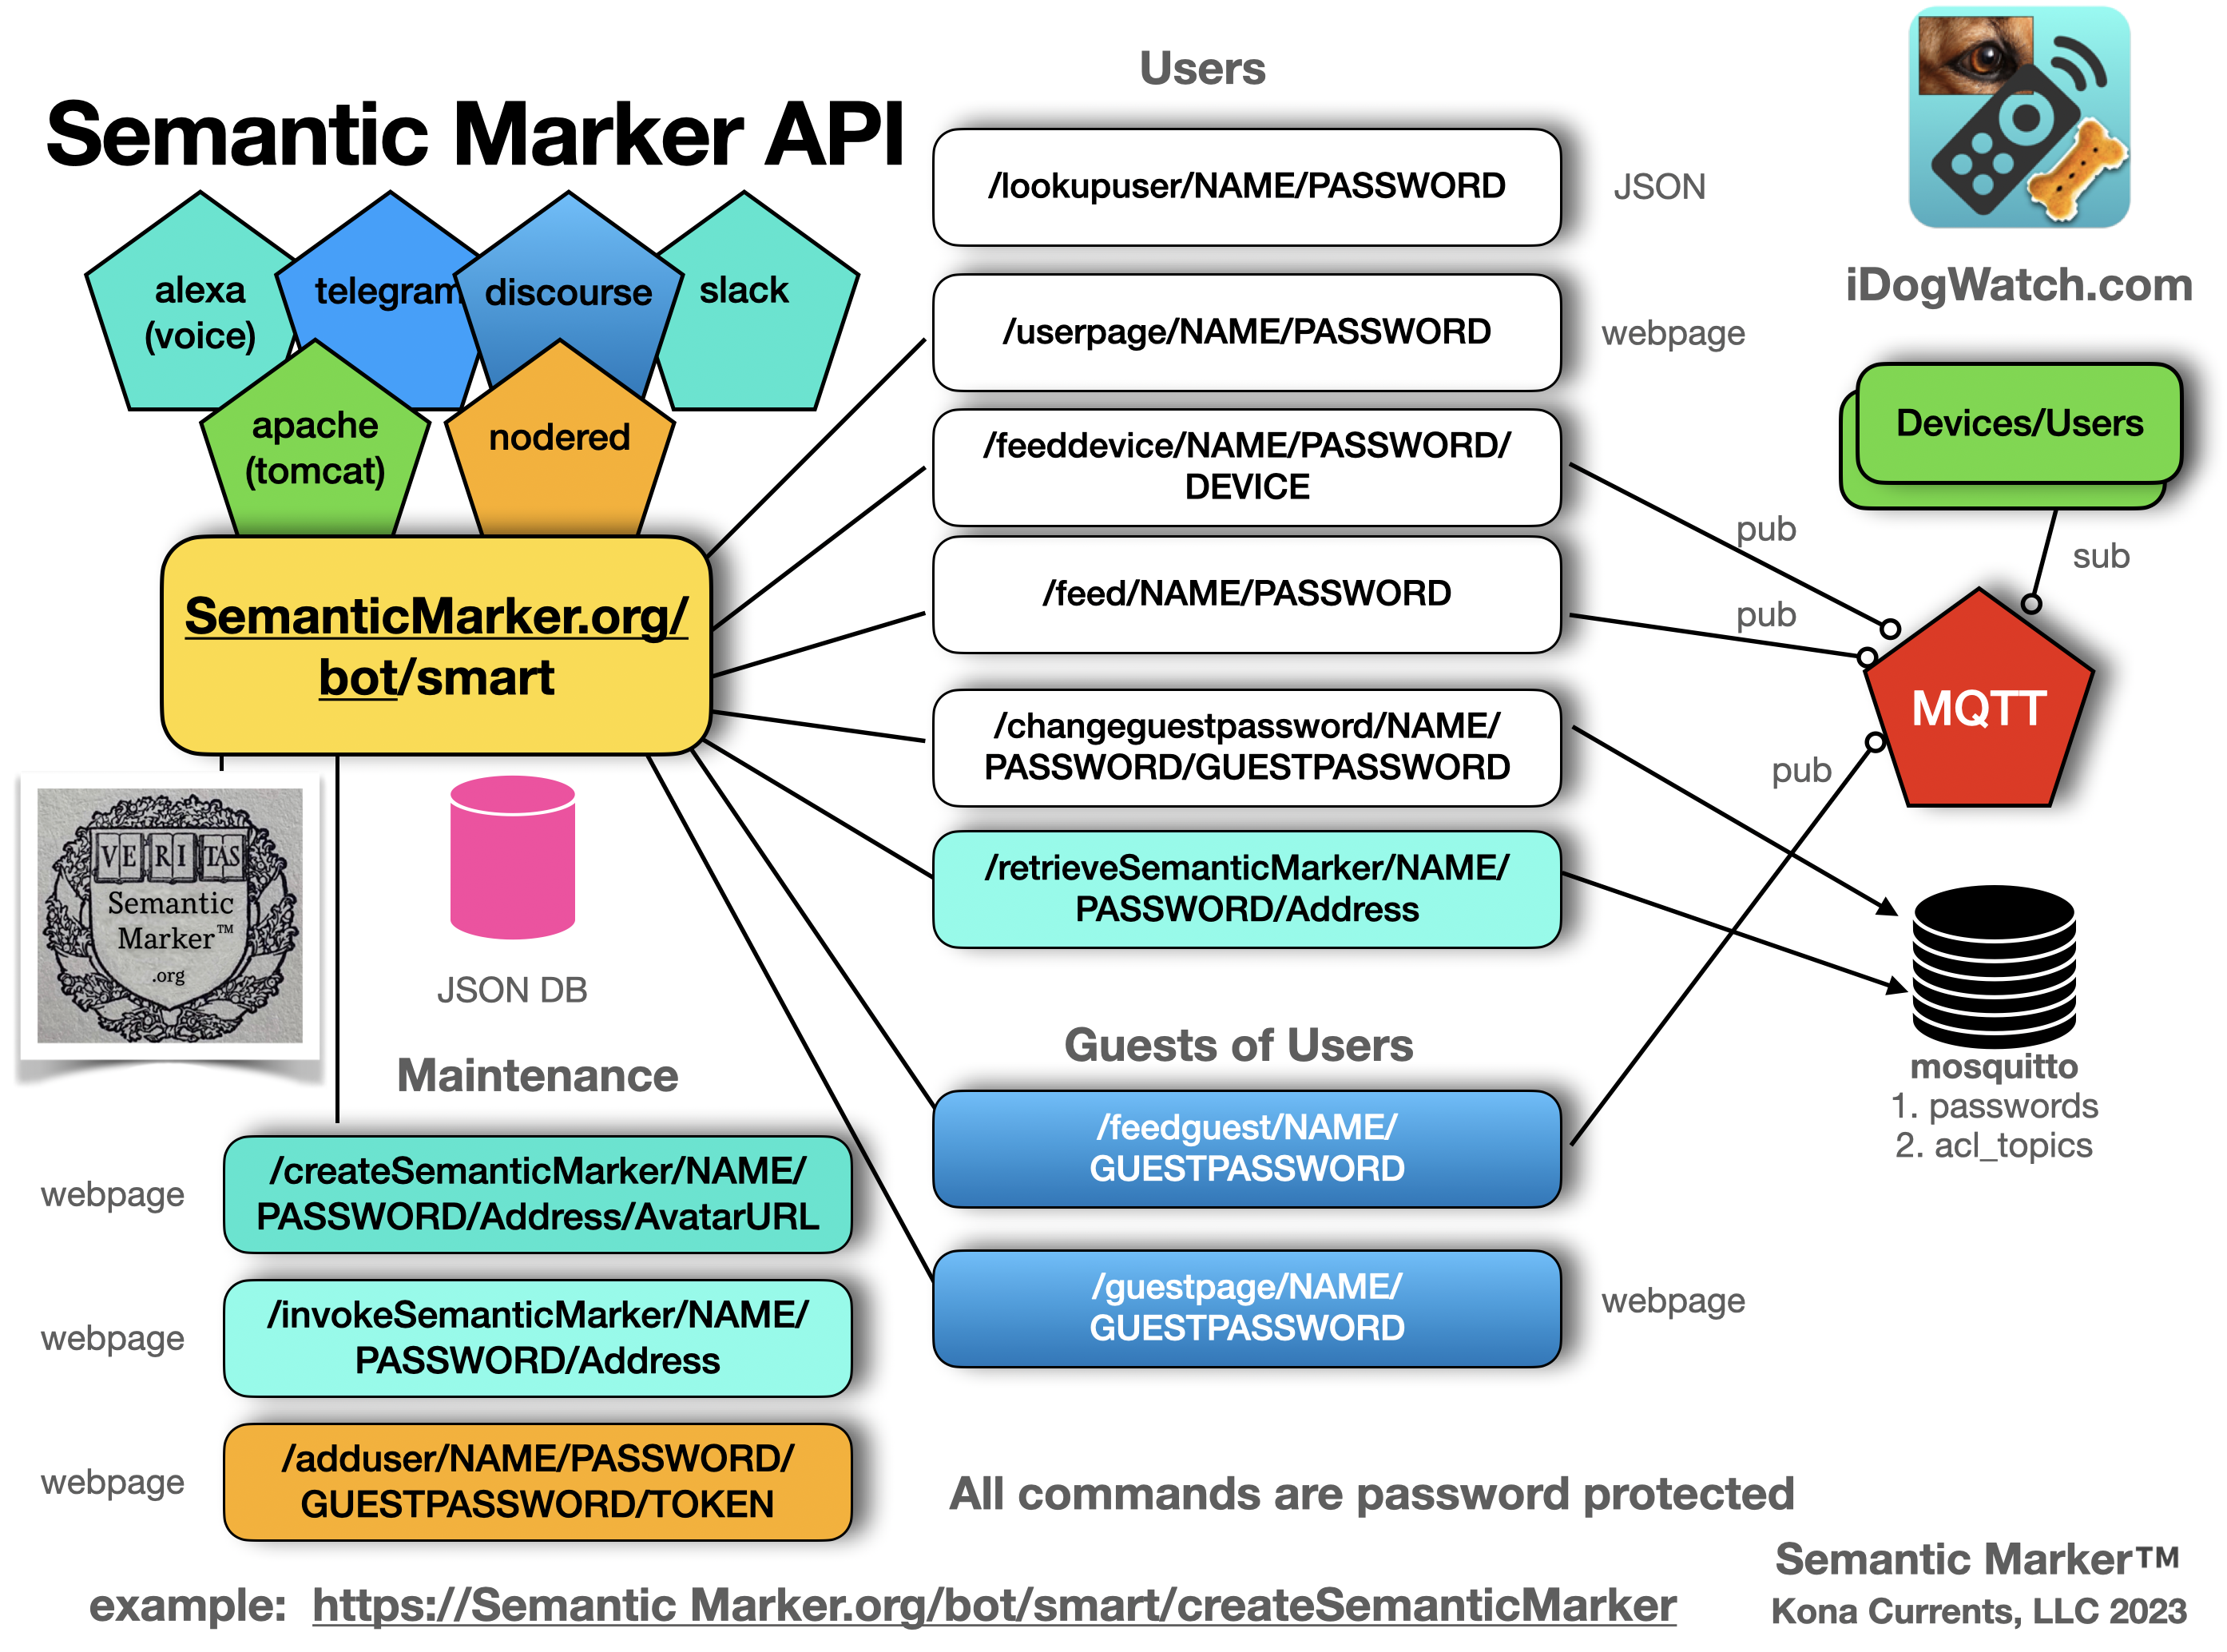 Semantic Marker API
alexa
(voice)
telegram
discourse
slack
apache
(tomcat)
nodered
SemanticMarker.org/
bot/smart
VERITAS
Semantic
Marker™
.org
JSON DB
Maintenance
webpage
/createSemanticMarker/NAME/
PASSWORD/Address/AvatarURL
webpage
/invokeSemanticMarker/NAME/
PASSWORD/Address
webpage
/adduser/NAME/PASSWORD/
GUESTPASSWORD/TOKEN
Users
/lookupuser/NAME/PASSWORD
JSON
/userpage/NAME/PASSWORD
webpage
/feeddevice/NAME/PASSWORD/
DEVICE
pub
/feed/NAME/PASSWORD
pub
/changeguestpassword/NAME/
PASSWORD/GUESTPASSWORD
/retrieveSemanticMarker/NAME/
PASSWORD/Address
Guests of Users
/feedguest/NAME/
GUESTPASSWORD
pub
/guestpage/NAME/
GUESTPASSWORD
webpage
iDogWatch.com
Devices/Users
sub
MQTT
mosquitto
1. passwords
2. acl_topics
All commands are password protected
example: https://Semantic Marker.org/bot/smart/createSemanticMarker
Semantic Marker™
Kona Currents, LLC 2023